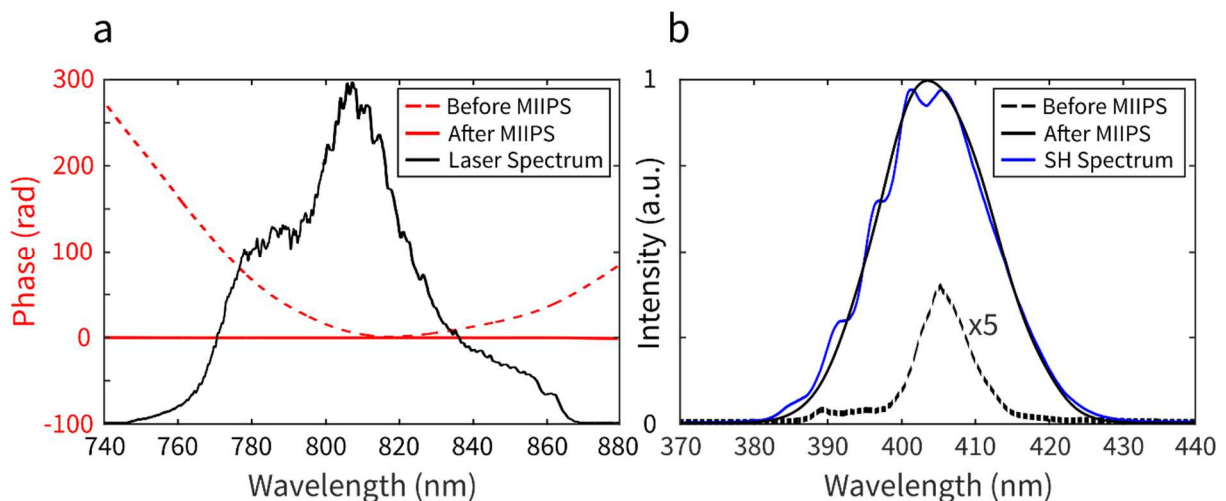 a
b
300
200
100
0
-100
Phase (rad)
740
760
780
800
820
840
860
880
Wavelength (nm)
Before MIIPS
After MIIPS
Laser Spectrum
1
0
Intensity (a.u.)
370
380
390
400
410
420
430
440
Wavelength (nm)
Before MIIPS
After MIIPS
SH Spectrum
x5